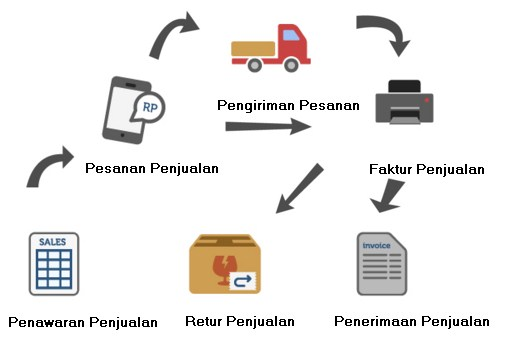 RP
Pengiriman Pesanan
Pesanan Penjualan
Faktur Penjualan
SALES
Invoice
Penawaran Penjualan
Retur Penjualan
Penerimaan Penjualan